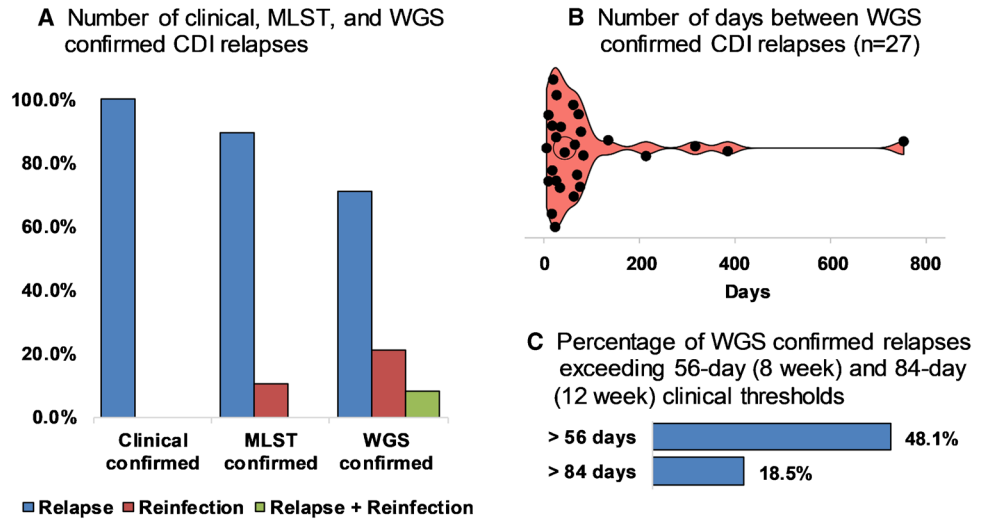 A Number of clinical, MLST, and WGS
confirmed CDI relapses
100.0%
80.0%
60.0%
40.0%
20.0%
0.0%
Clinical
confirmed
MLST
confirmed
WGS
confirmed
Relapse Reinfection Relapse + Reinfection
B Number of days between WGS
confirmed CDI relapses (n=27)
0 200 400 600 800
Days
C Percentage of WGS confirmed relapses
exceeding 56-day (8 week) and 84-day
(12 week) clinical thresholds
> 56 days 48.1%
> 84 days 18.5%